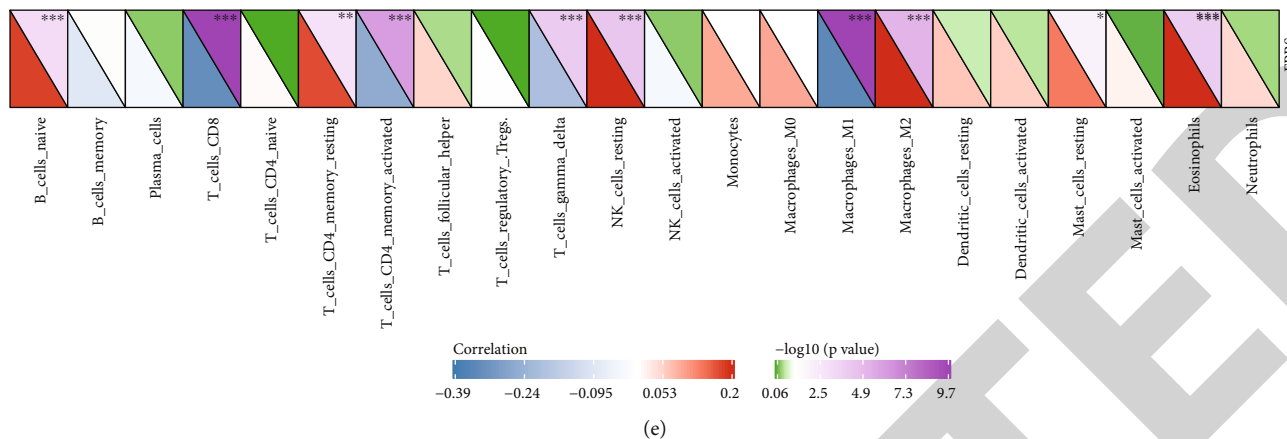 *** *** ** *** *** *** *** *** * ***
B_cells_naive
B_cells_memory
Plasma_cells
T_cells_CD8
T_cells_CD4_naive
T_cells_CD4_memory_resting
T_cells_CD4_memory_activated
T_cells_follicular_helper
T_cells_regulatory_.Tregs.
T_cells_gamma_delta
NK_cells_resting
NK_cells_activated
Monocytes
Macrophages_M0
Macrophages_M1
Macrophages_M2
Dendritic_cells_resting
Dendritic_cells_activated
Mast_cells_resting
Mast_cells_activated
Eosinophils
Neutrophils
Correlation
−0.39 −0.24 −0.095 0.053 0.2
−log10 (p value)
0.06 2.5 4.9 7.3 9.7
(e)